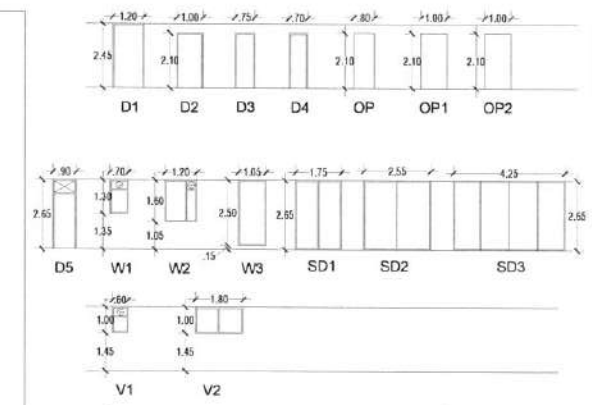 1.20 1.00 .75 .70 .80 1.00 1.00
2.45 2.10 2.10 2.10 2.10
D1 D2 D3 D4 OP OP1 OP2
.90 .70 1.20 1.05 1.75 2.55 4.25
2.65 1.30 1.60 2.50 2.65 2.65
1.35 1.05 .15
D5 W1 W2 W3 SD1 SD2 SD3
.60 1.80
1.00 1.00
1.45 1.45
V1 V2